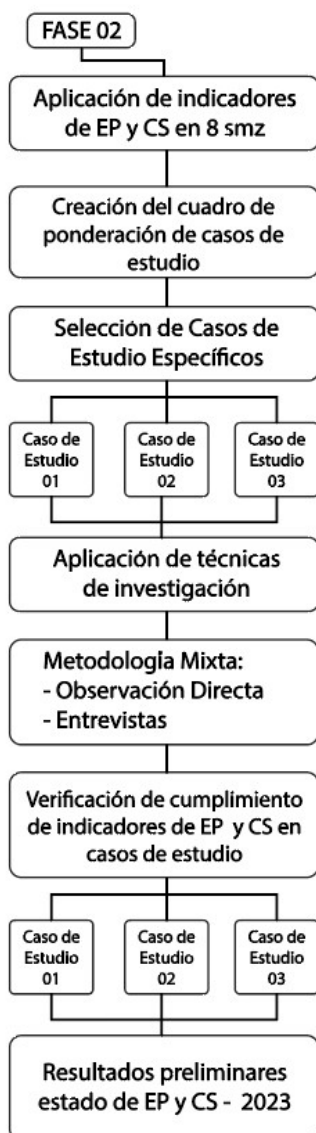 FASE 02
Aplicación de indicadores
de EP y CS en 8 smz
Creación del cuadro de
ponderación de casos de
estudio
Selección de Casos de
Estudio Específicos
Caso de
Estudio
01
Caso de
Estudio
02
Caso de
Estudio
03
Aplicación de técnicas
de investigación
Metodologia Mixta:
- Observación Directa
- Entrevistas
Verificación de cumplimiento
de indicadores de EP y CS en
casos de estudio
Caso de
Estudio
01
Caso de
Estudio
02
Caso de
Estudio
03
Resultados preliminares
estado de EP y CS - 2023